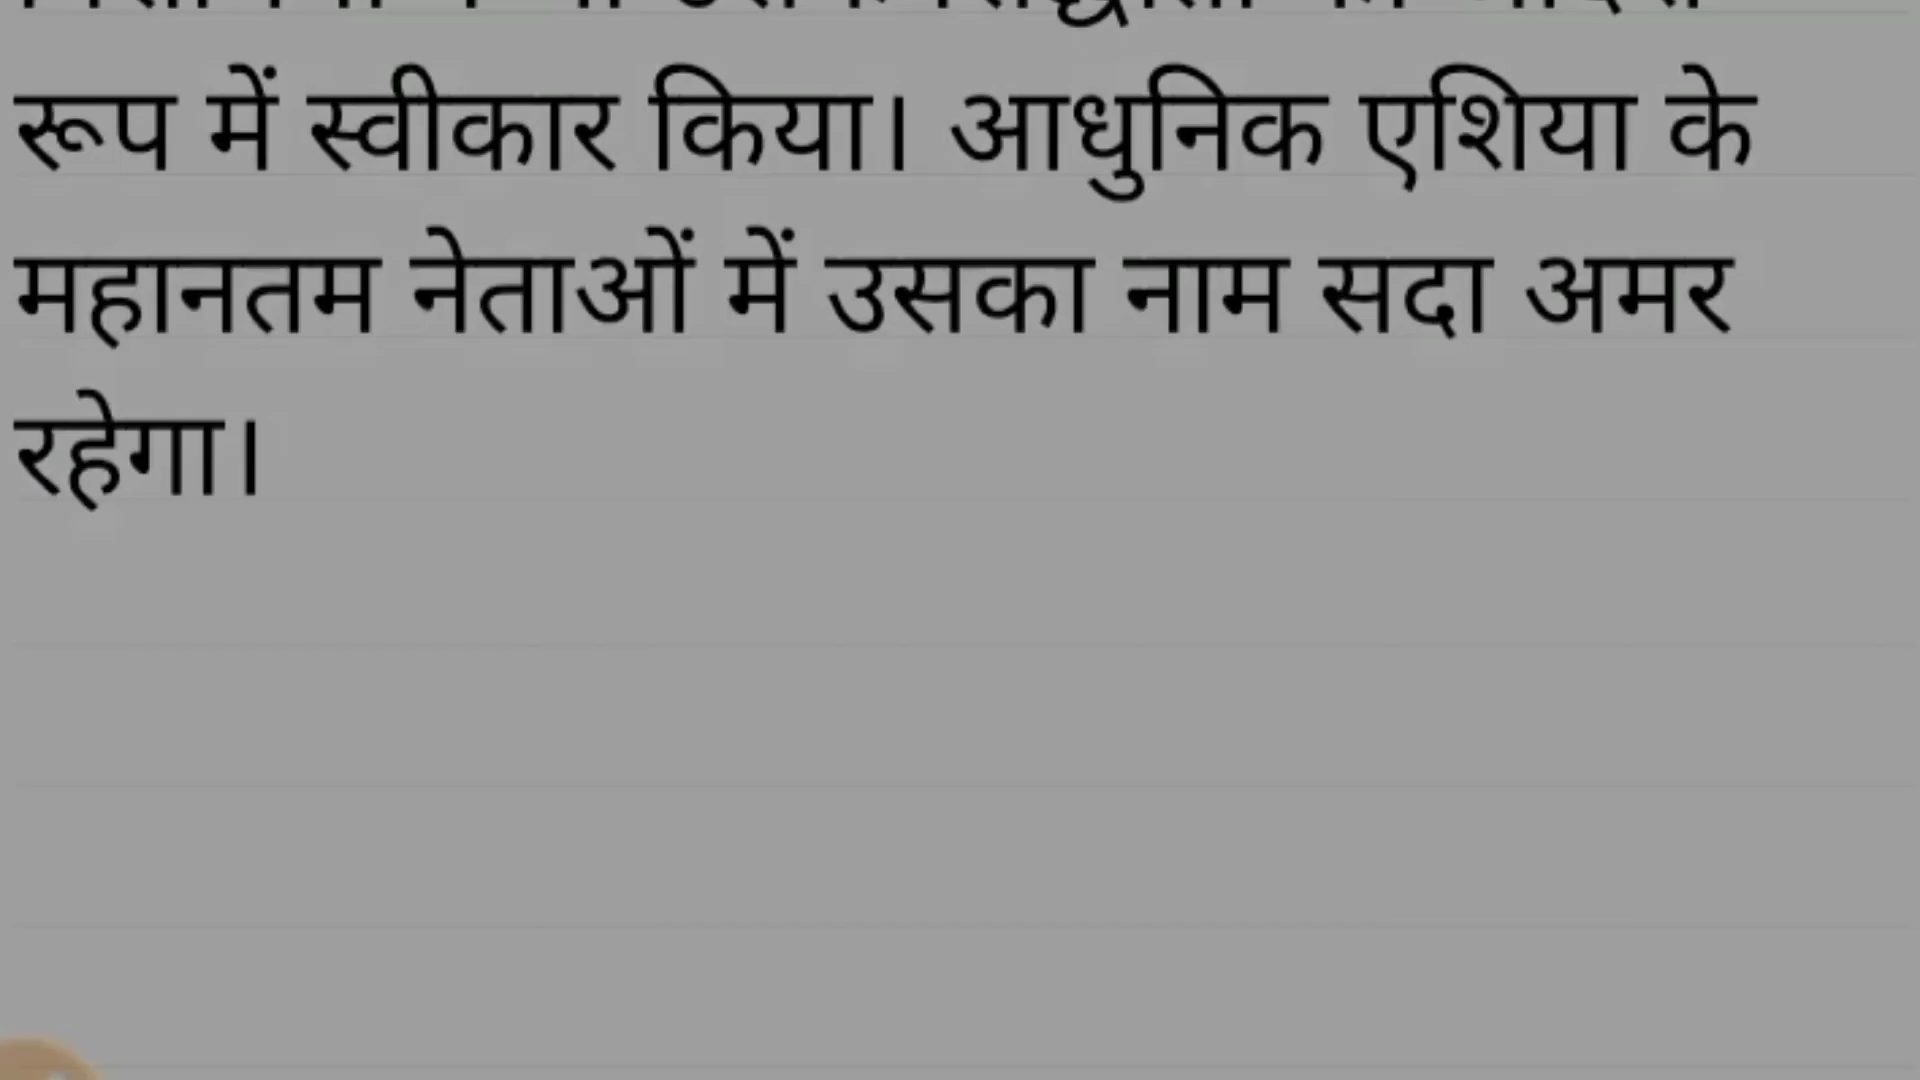 रूप में स्वीकार किया। आधुनिक एशिया के
महानतम नेताओं में उसका नाम सदा अमर
रहेगा।